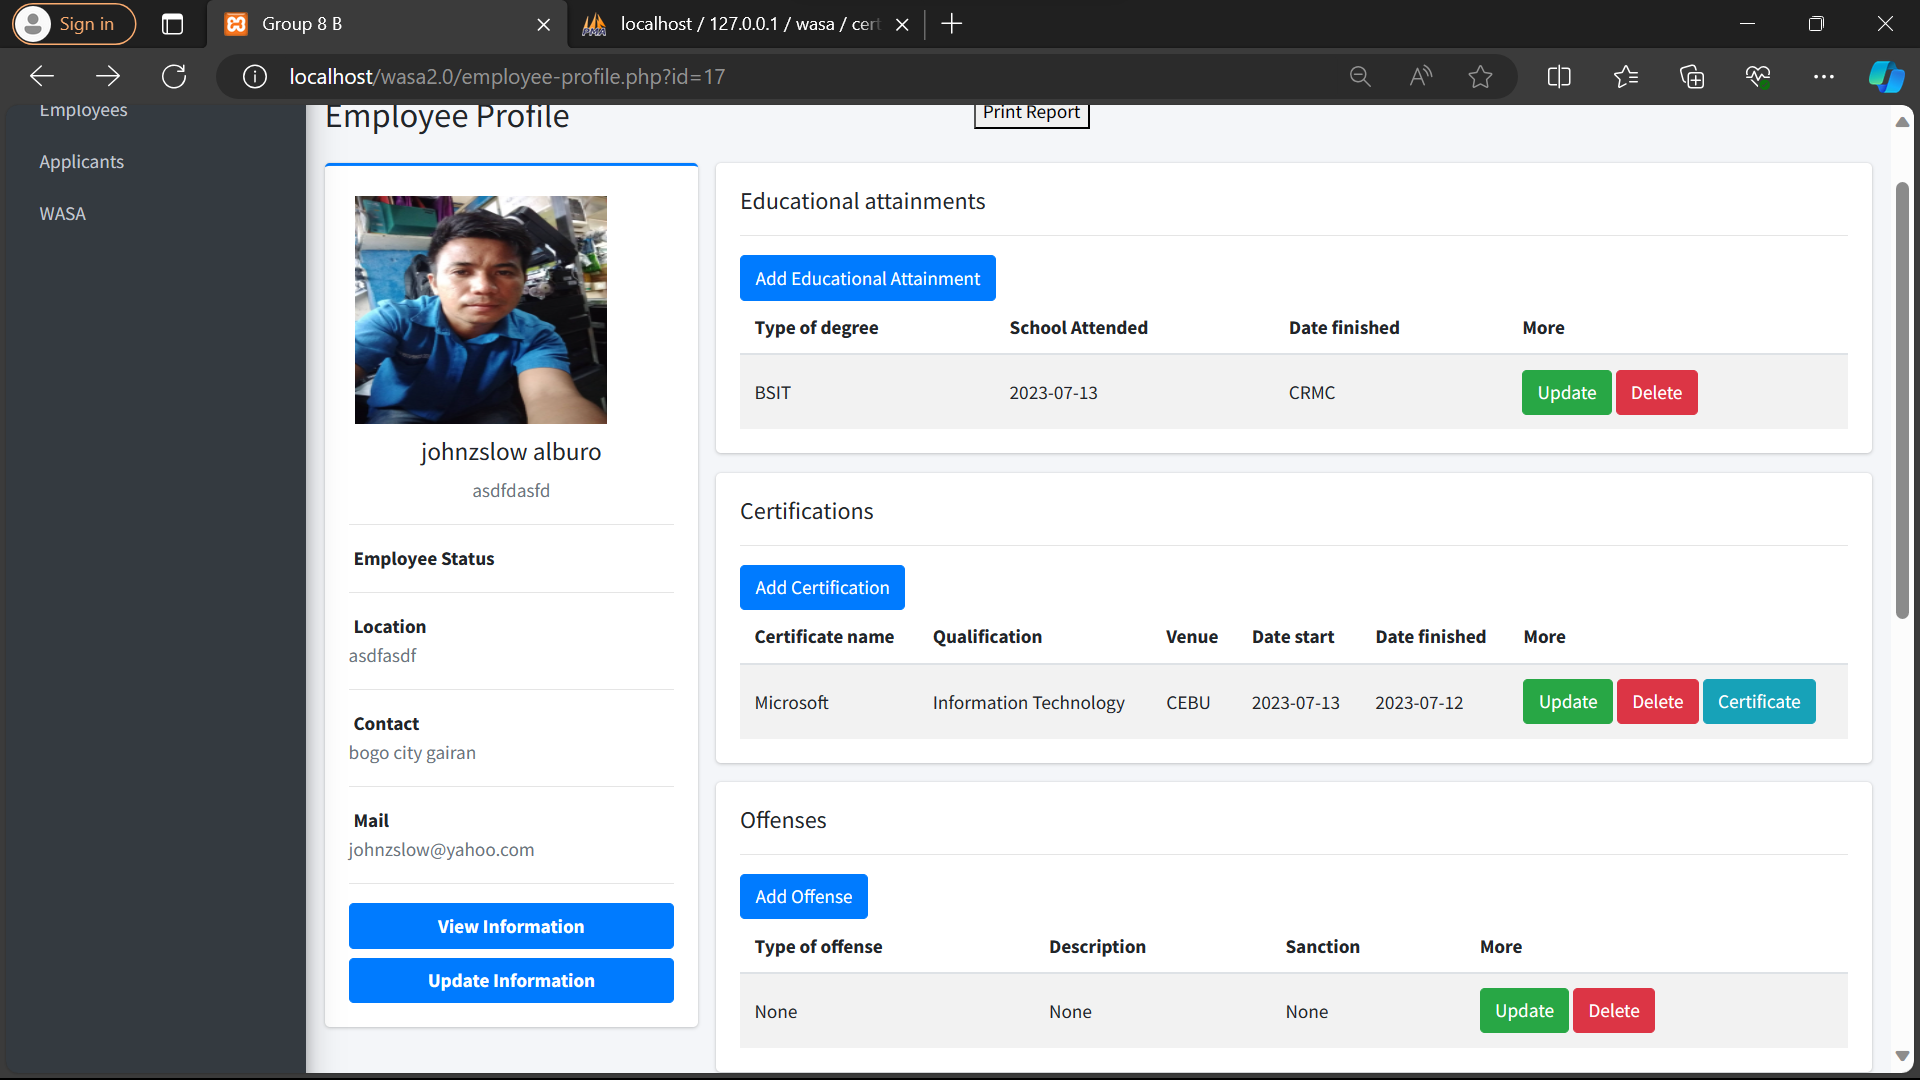 Sign in
Group 8 B
localhost / 127.0.0.1 / wasa / cert
localhost/wasa2.0/employee-profile.php?id=17
Employees
Applicants
WASA
Employee Profile
Print Report
johnzslow alburo
asdfdasfd
Employee Status
Location
asdfasdf
Contact
bogo city gairan
Mail
johnzslow@yahoo.com
View Information
Update Information
Educational attainments
Add Educational Attainment
Type of degree School Attended Date finished More
BSIT 2023-07-13 CRMC Update Delete
Certifications
Add Certification
Certificate name Qualification Venue Date start Date finished More
Microsoft Information Technology CEBU 2023-07-13 2023-07-12 Update Delete Certificate
Offenses
Add Offense
Type of offense Description Sanction More
None None None Update Delete